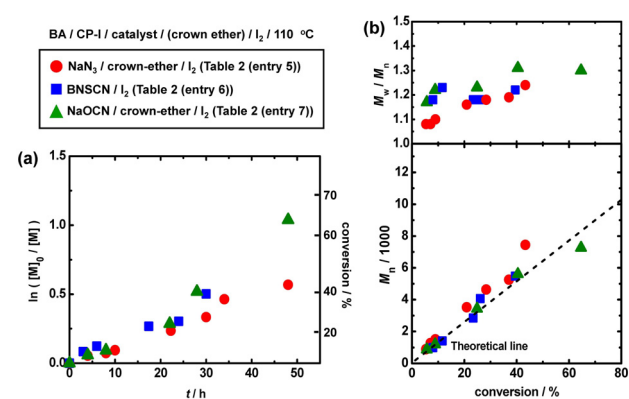 BA / CP-I / catalyst / (crown ether) / I₂ / 110 °C
NaN₃ / crown-ether / I₂ (Table 2 (entry 5))
BNSCN / I₂ (Table 2 (entry 6))
NaOCN / crown-ether / I₂ (Table 2 (entry 7))
(a)
1.5
1.0
0.5
0.0
ln ( [M]₀ / [M] )
70
60
40
20
conversion / %
0 10 20 30 40 50
t / h
(b)
1.4
1.3
1.2
1.1
1.0
Mw / Mn
10
8
6
4
2
0
Mn / 1000
Theoretical line
0 20 40 60 80
conversion / %